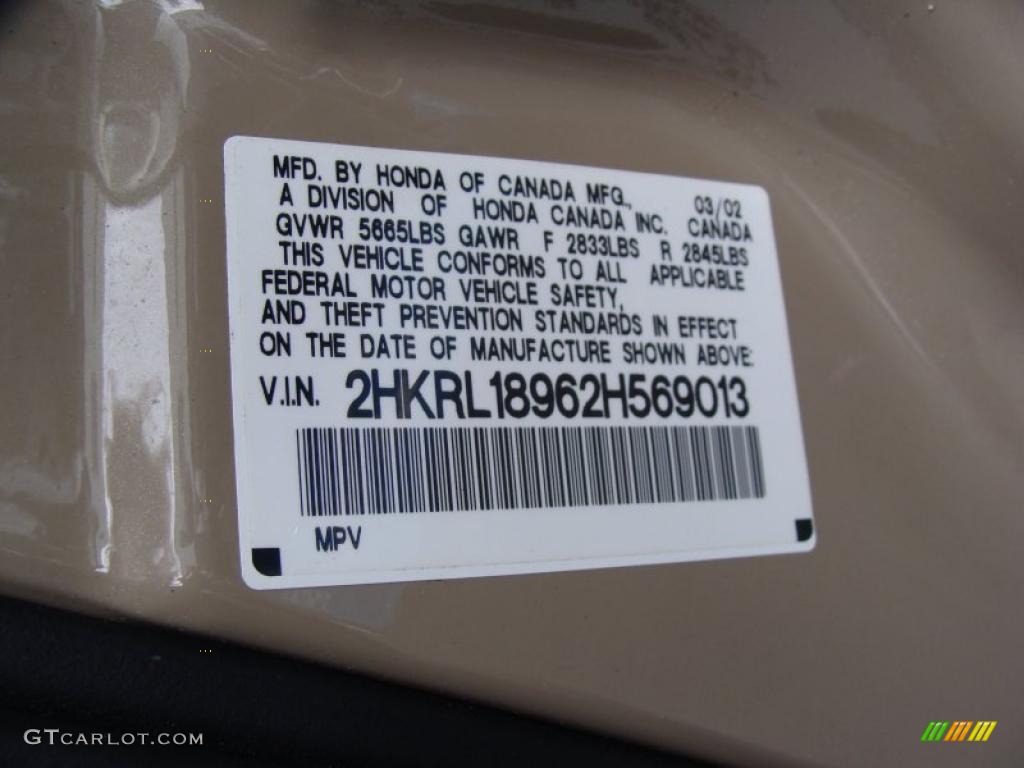 MFD. BY HONDA OF CANADA MFG., 03/02
A DIVISION OF HONDA CANADA INC. CANADA
GVWR 5665LBS GAWR F 2833LBS R 2845LBS
THIS VEHICLE CONFORMS TO ALL APPLICABLE
FEDERAL MOTOR VEHICLE SAFETY,
AND THEFT PREVENTION STANDARDS IN EFFECT
ON THE DATE OF MANUFACTURE SHOWN ABOVE:
V.I.N. 2HKRL18962H569013
MPV
GTCARLOT.COM